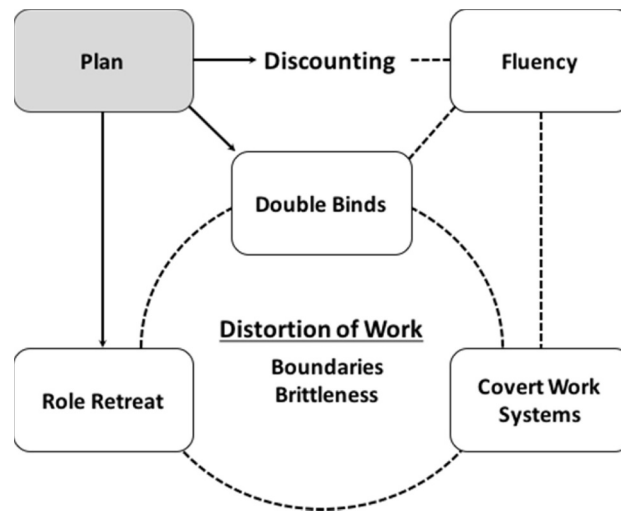 Plan
Discounting
Fluency
Double Binds
Distortion of Work
Boundaries
Brittleness
Role Retreat
Covert Work
Systems